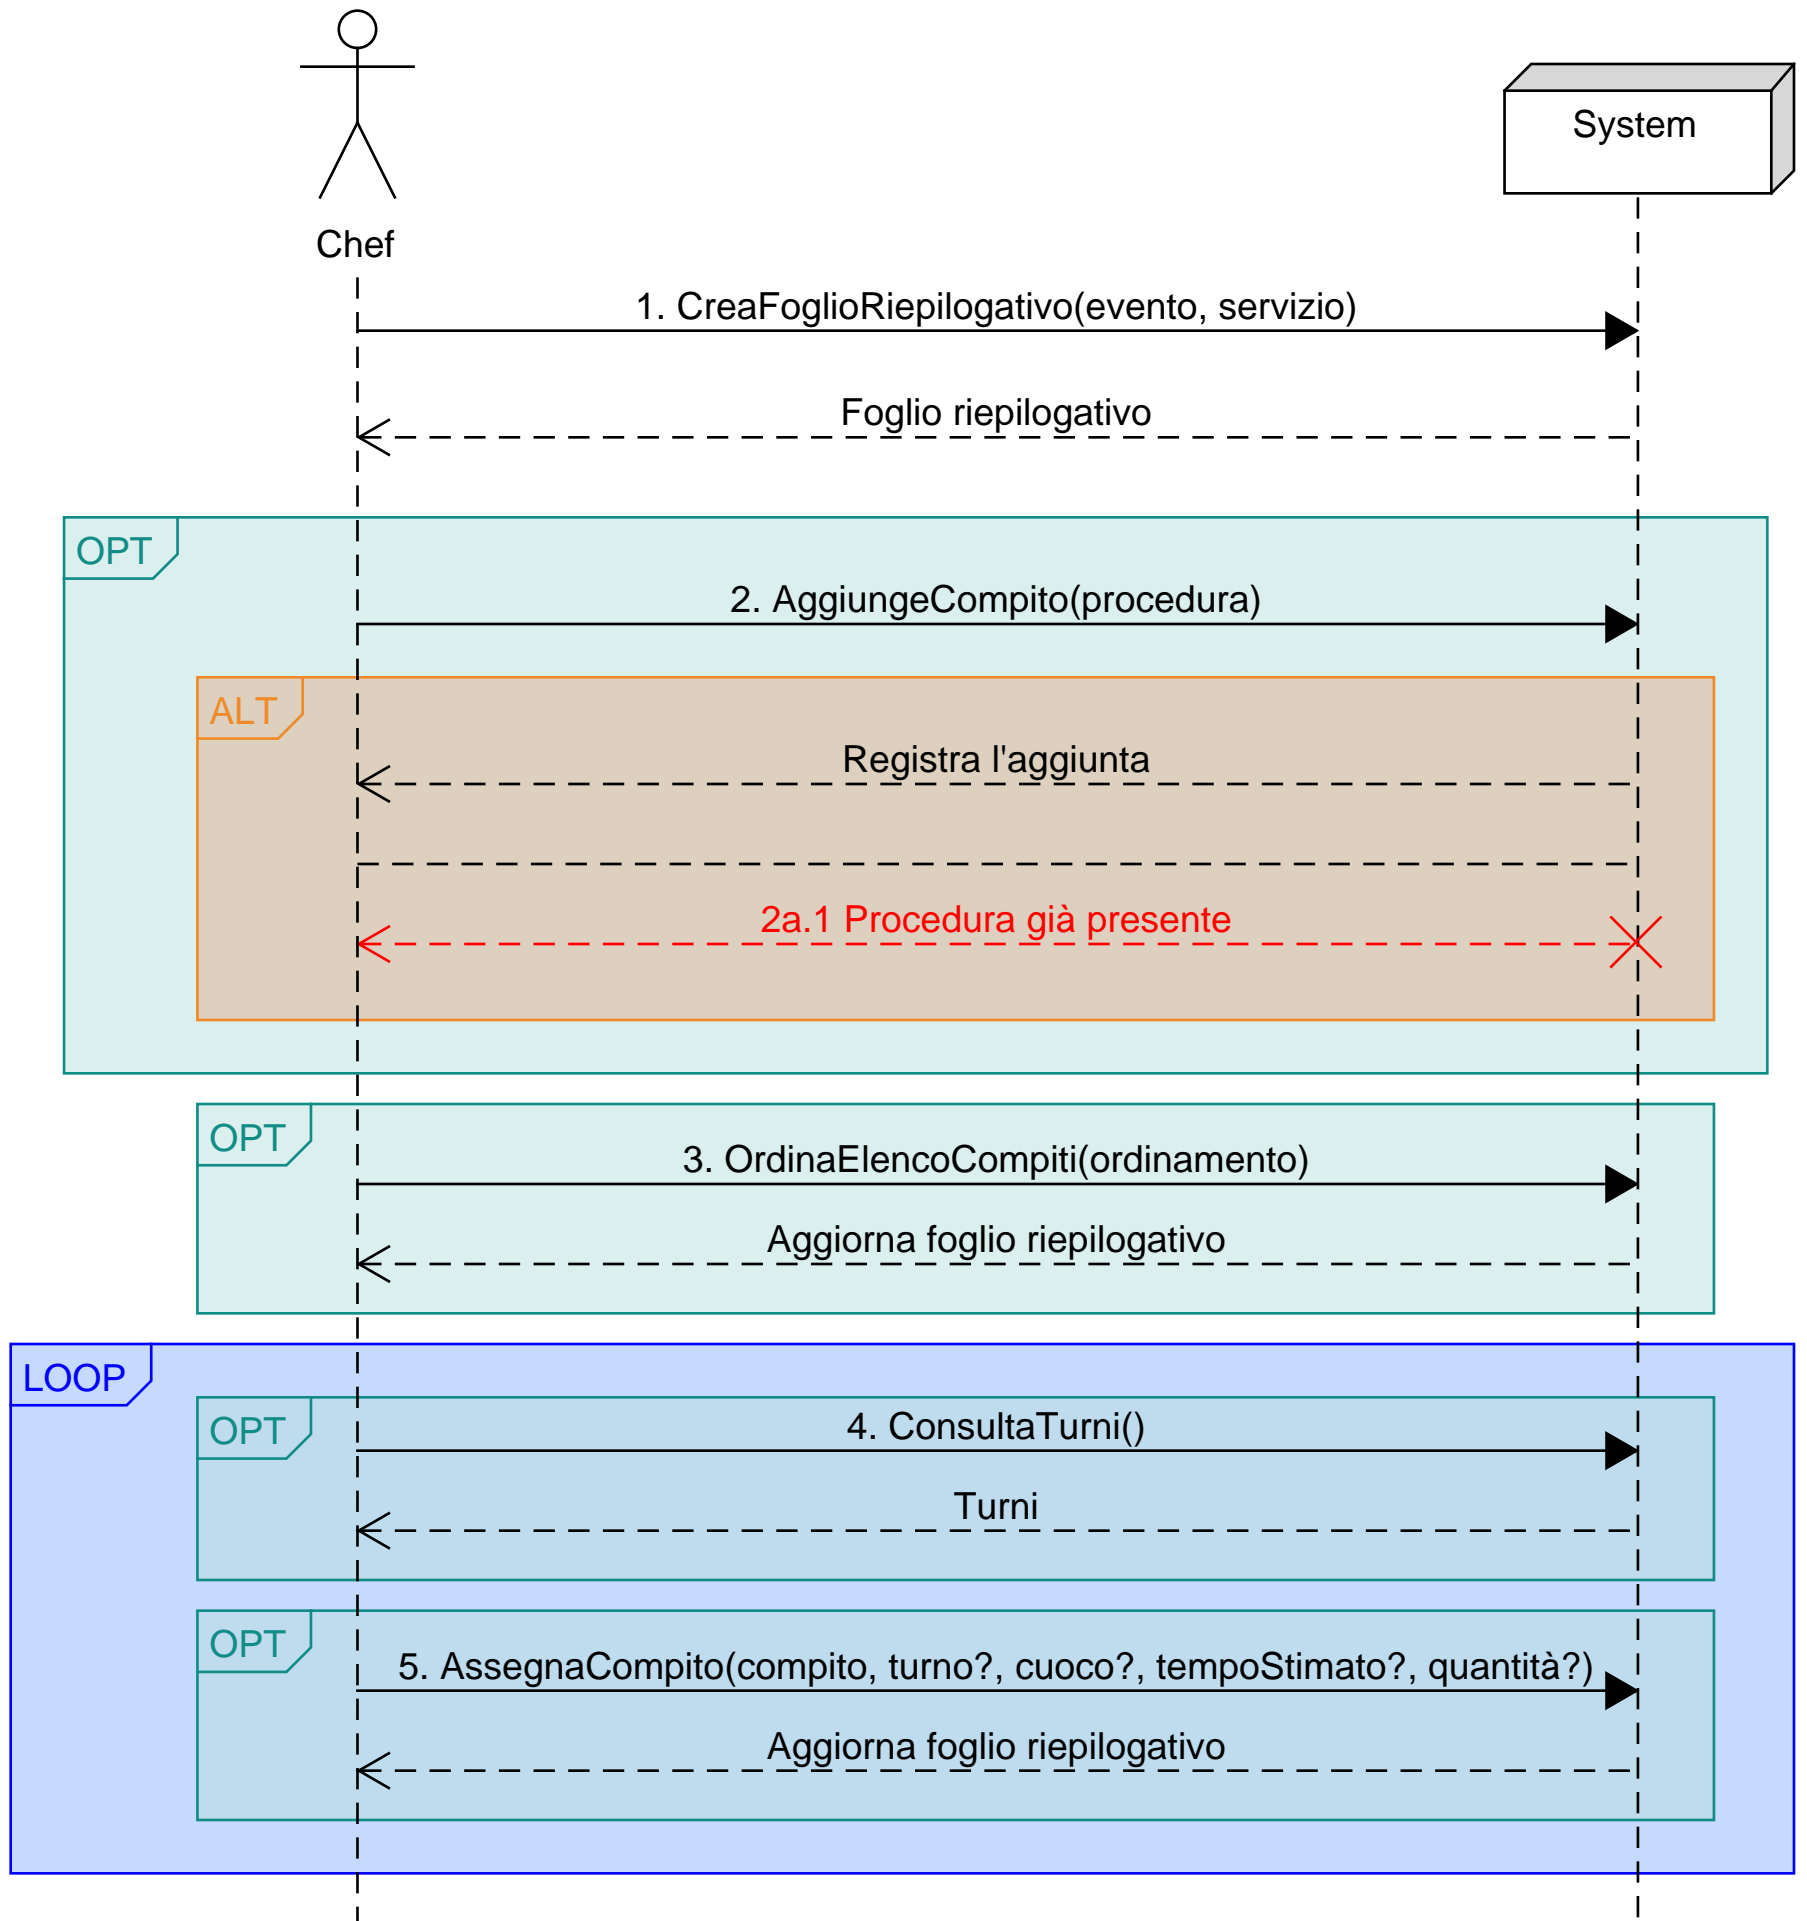 System
Chef
1. CreaFoglioRiepilogativo(evento, servizio)
Foglio riepilogativo
OPT
2. AggiungeCompito(procedura)
ALT
Registra l'aggiunta
2a.1 Procedura già presente
OPT
3. OrdinaElencoCompiti(ordinamento)
Aggiorna foglio riepilogativo
LOOP
OPT
4. ConsultaTurni()
Turni
OPT
5. AssegnaCompito(compito, turno?, cuoco?, tempoStimato?, quantità?)
Aggiorna foglio riepilogativo